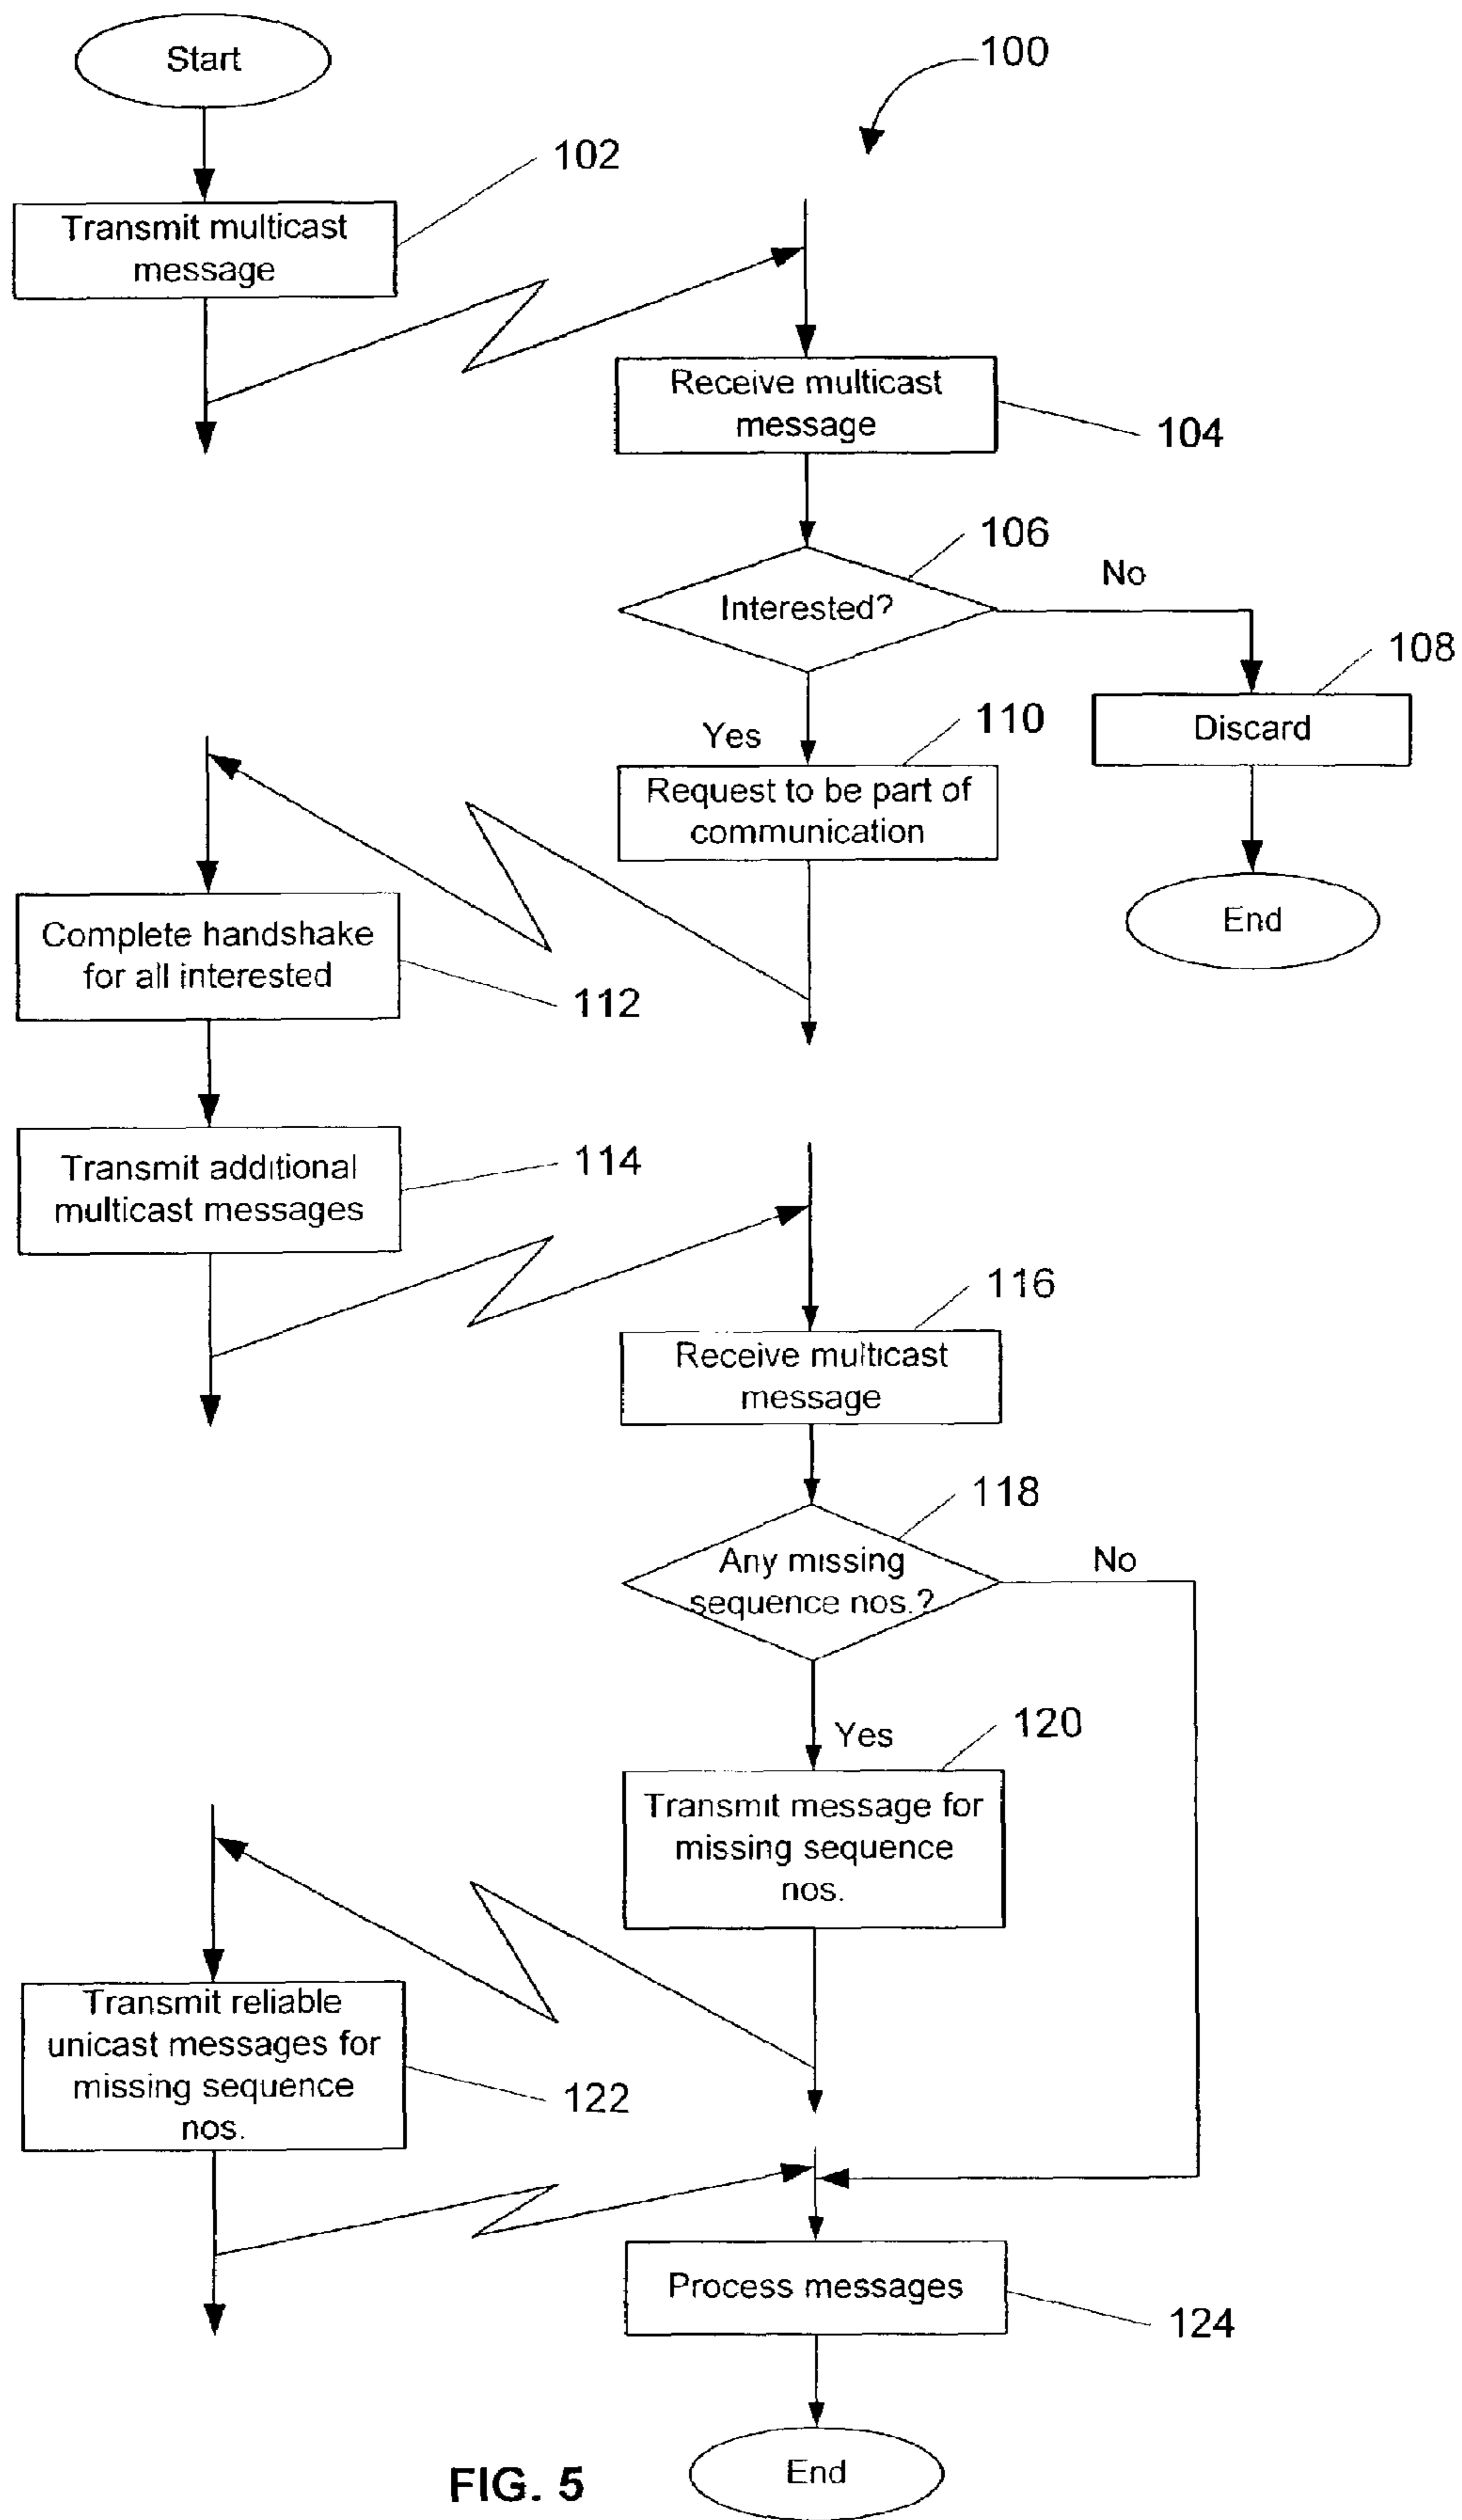 Start
100
102
Transmit multicast
message
Receive multicast
message
104
106
No
Interested?
108
Discard
Yes
110
Request to be part of
communication
End
Complete handshake
for all interested
112
Transmit additional
multicast messages
114
116
Receive multicast
message
118
No
Any missing
sequence nos.?
Yes
120
Transmit message for
missing sequence
nos.
Transmit reliable
unicast messages for
missing sequence
nos.
122
Process messages
124
End
FIG. 5